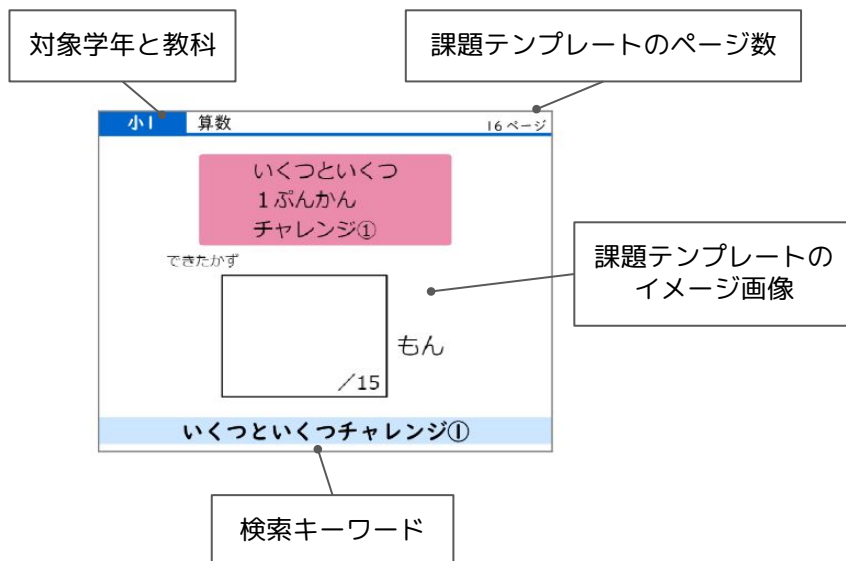 対象学年と教科
課題テンプレートのページ数
小1
算数
16ページ
いくつといくつ
1ぷんかん
チャレンジ①
できたかず
課題テンプレートの
イメージ画像
もん
/15
いくつといくつチャレンジ①
検索キーワード